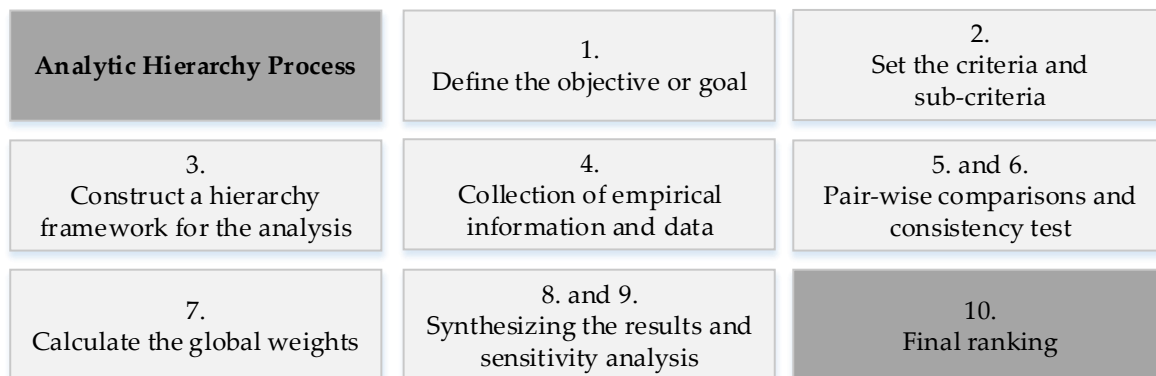 Analytic Hierarchy Process
1.
Define the objective or goal
2.
Set the criteria and
sub-criteria
3.
Construct a hierarchy
framework for the analysis
4.
Collection of empirical
information and data
5. and 6.
Pair-wise comparisons and
consistency test
7.
Calculate the global weights
8. and 9.
Synthesizing the results and
sensitivity analysis
10.
Final ranking